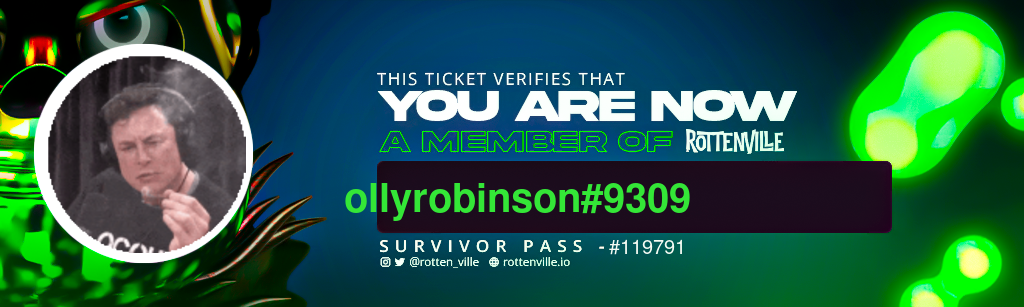 THIS TICKET VERIFIES THAT
YOU ARE NOW
A MEMBER OF ROTTENVILLE
ollyrobinson#9309
SURVIVOR PASS - #119791
@rotten_ville rottenville.io